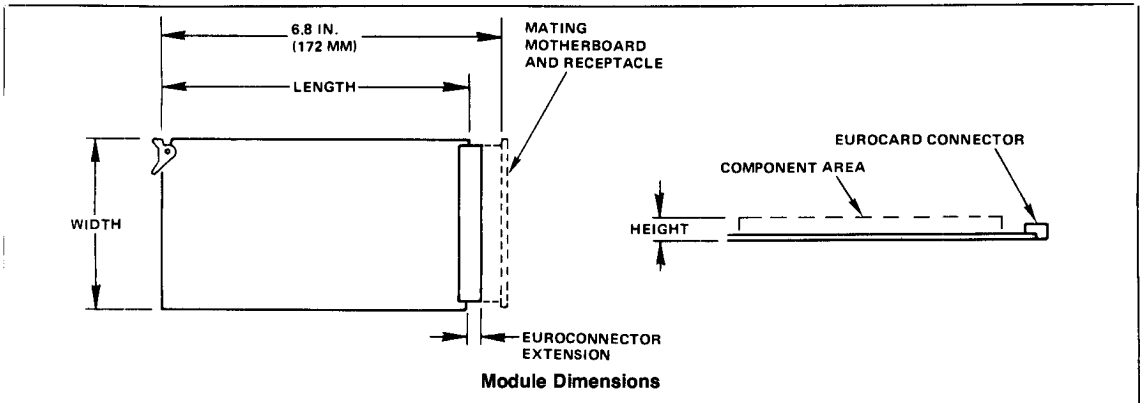 6.8 IN.
(172 MM)
LENGTH
MATING
MOTHERBOARD
AND RECEPTACLE
WIDTH
EUROCONNECTOR
EXTENSION
EUROCARD CONNECTOR
COMPONENT AREA
HEIGHT
Module Dimensions